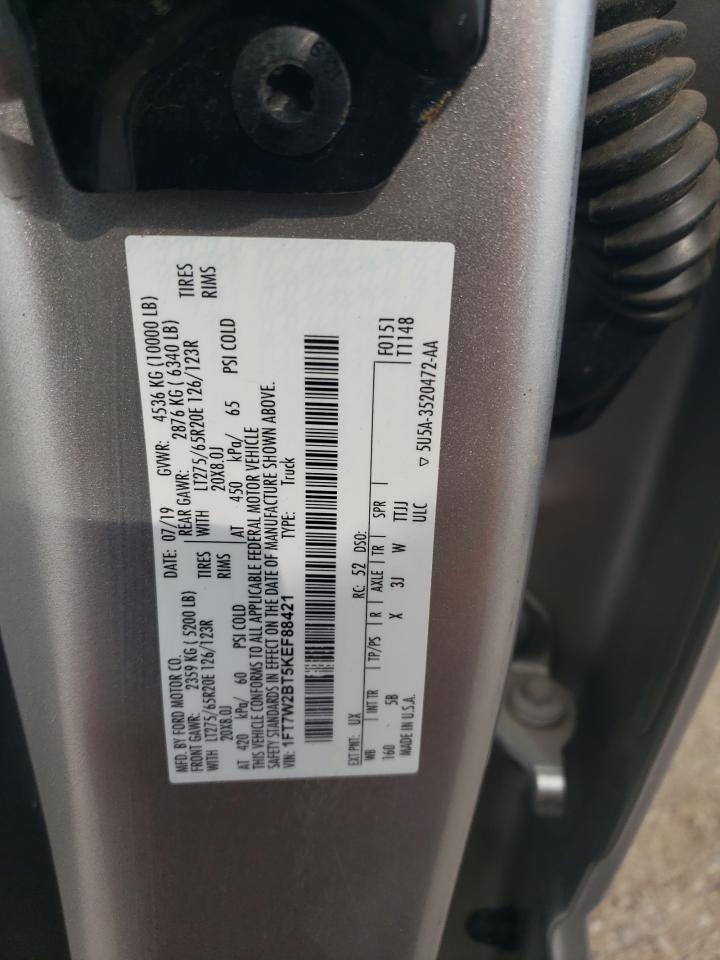 MFD. BY FORD MOTOR CO. DATE: 07/19 GVWR: 4536 KG (10000 LB)
FRONT GAWR: 2359 KG ( 5200 LB) REAR GAWR: 2876 KG ( 6340 LB)
WITH LT275/65R20E 126/123R TIRES WITH LT275/65R20E 126/123R TIRES
20X8.0J RIMS 20X8.0J RIMS
AT 420 kPa/ 60 PSI COLD AT 450 kPa/ 65 PSI COLD
THIS VEHICLE CONFORMS TO ALL APPLICABLE FEDERAL MOTOR VEHICLE
SAFETY STANDARDS IN EFFECT ON THE DATE OF MANUFACTURE SHOWN ABOVE.
VIN: 1FT7W2BT5KEF88421 TYPE: Truck
EXT PNT: UX RC: 52 DSO: F0151
WB INT TR TP/PS R AXLE TR SPR T1148
160 5B X 3J W TTJJ
MADE IN U.S.A. ULC ▽ 5U5A-3520472-AA